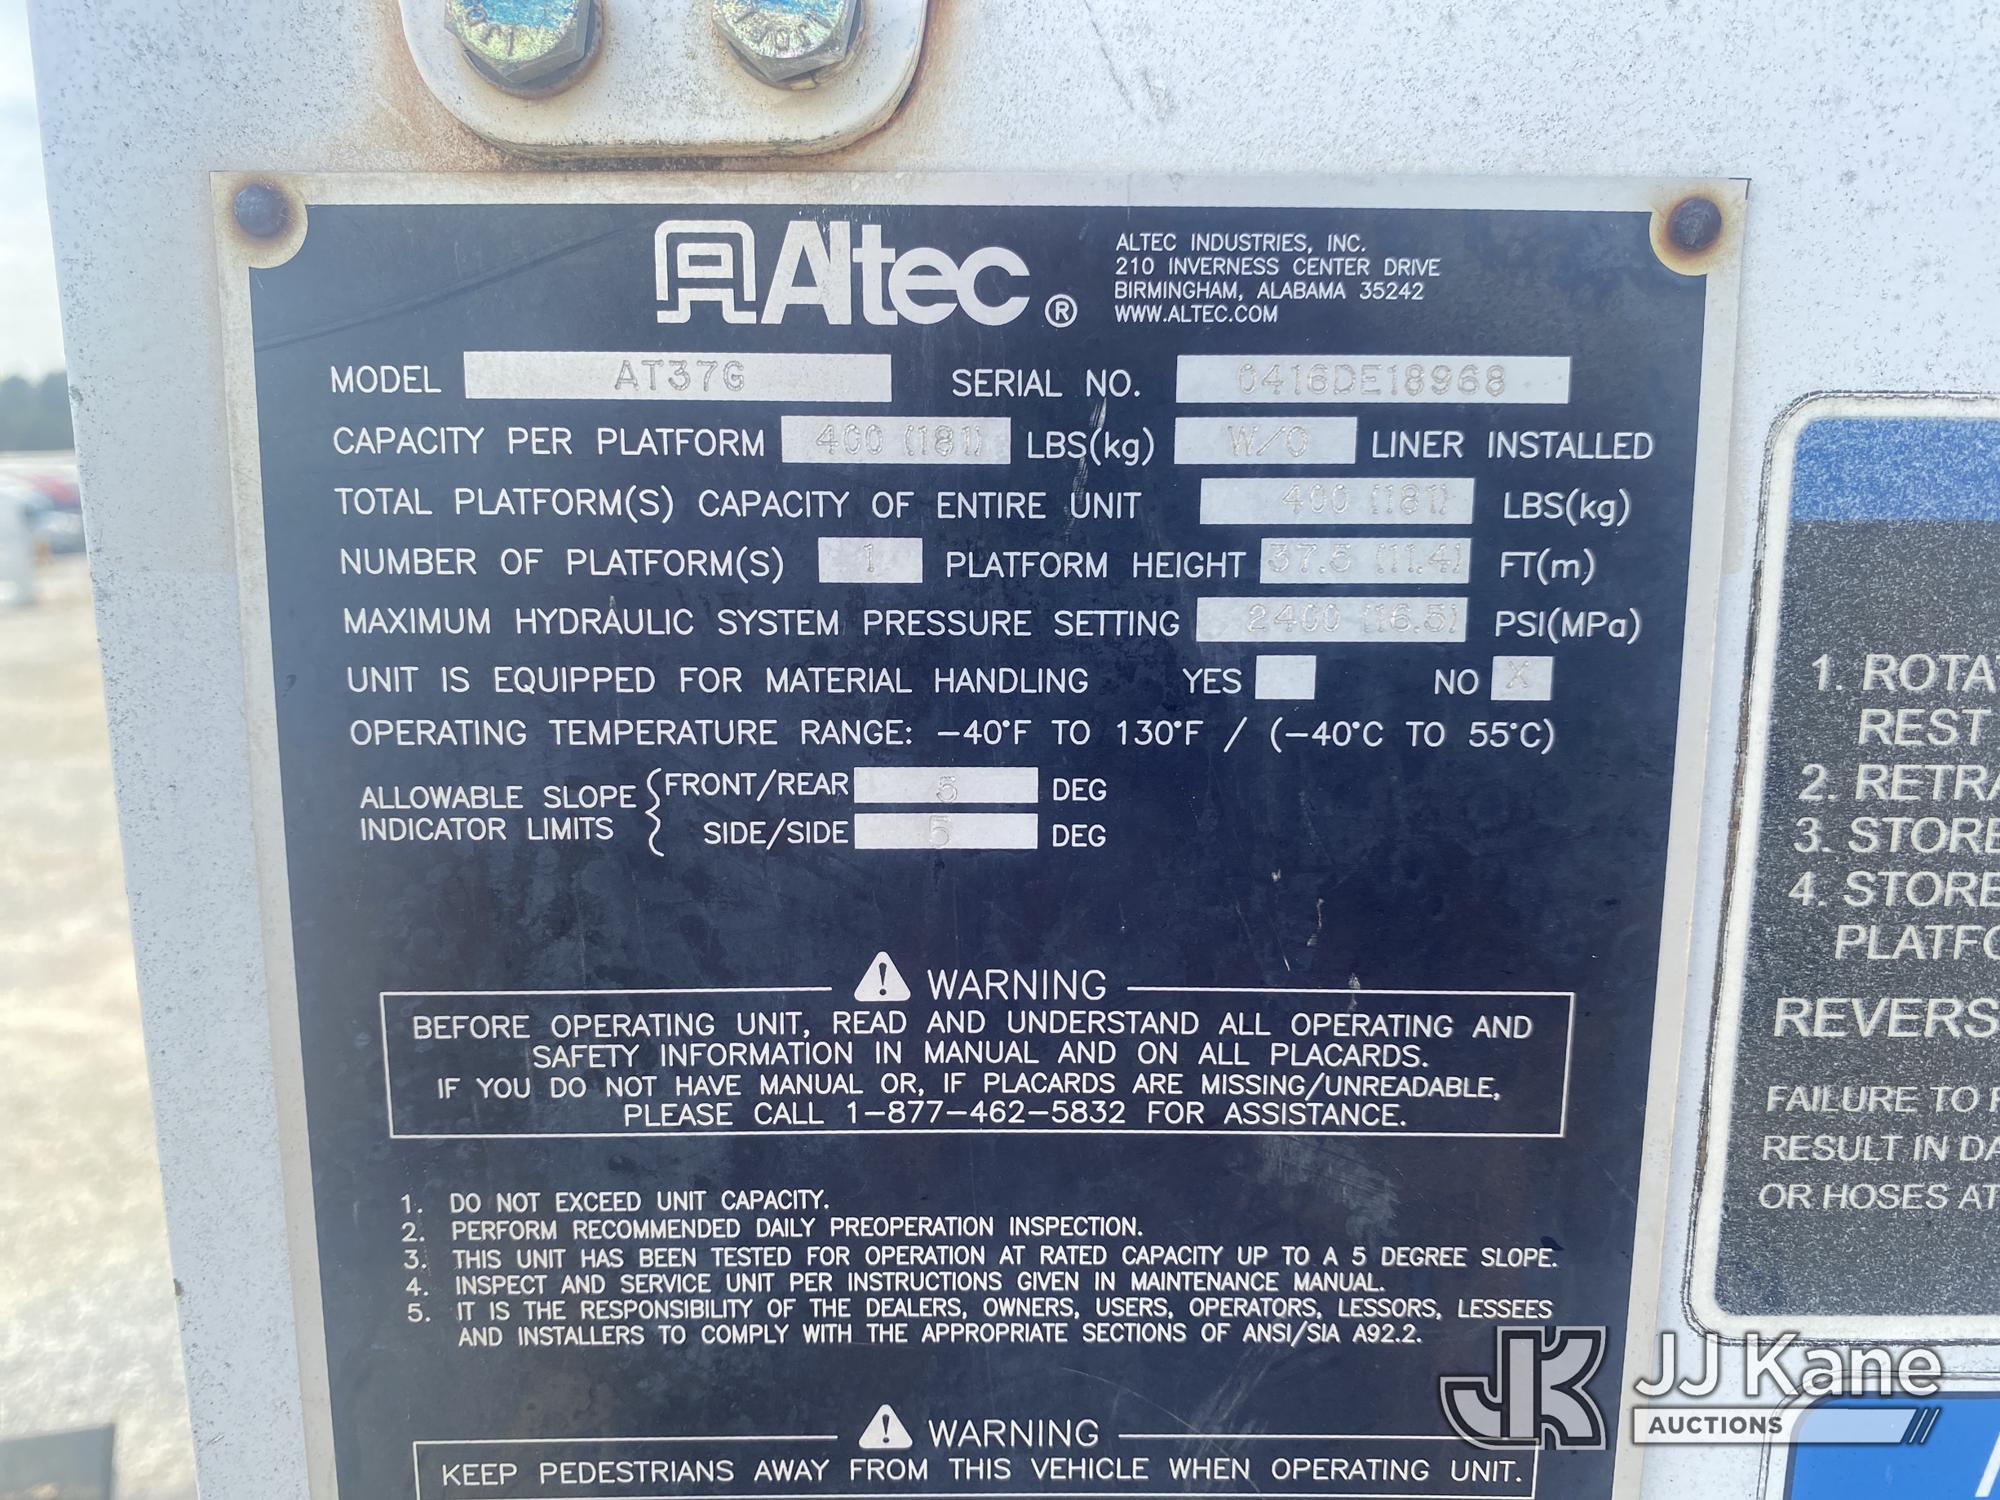 Altec ®
ALTEC INDUSTRIES, INC.
210 INVERNESS CENTER DRIVE
BIRMINGHAM, ALABAMA 35242
WWW.ALTEC.COM
MODEL AT37G SERIAL NO. 0416DE18968
CAPACITY PER PLATFORM 400 (181) LBS(kg) W/O LINER INSTALLED
TOTAL PLATFORM(S) CAPACITY OF ENTIRE UNIT 400 (181) LBS(kg)
NUMBER OF PLATFORM(S) 1 PLATFORM HEIGHT 37.5 (11.4) FT(m)
MAXIMUM HYDRAULIC SYSTEM PRESSURE SETTING 2400 (16.5) PSI(MPa)
UNIT IS EQUIPPED FOR MATERIAL HANDLING YES NO X
OPERATING TEMPERATURE RANGE: -40°F TO 130°F / (-40°C TO 55°C)
ALLOWABLE SLOPE INDICATOR LIMITS
FRONT/REAR 5 DEG
SIDE/SIDE 5 DEG
WARNING
BEFORE OPERATING UNIT, READ AND UNDERSTAND ALL OPERATING AND
SAFETY INFORMATION IN MANUAL AND ON ALL PLACARDS.
IF YOU DO NOT HAVE MANUAL OR, IF PLACARDS ARE MISSING/UNREADABLE,
PLEASE CALL 1-877-462-5832 FOR ASSISTANCE.
1. DO NOT EXCEED UNIT CAPACITY.
2. PERFORM RECOMMENDED DAILY PREOPERATION INSPECTION.
3. THIS UNIT HAS BEEN TESTED FOR OPERATION AT RATED CAPACITY UP TO A 5 DEGREE SLOPE.
4. INSPECT AND SERVICE UNIT PER INSTRUCTIONS GIVEN IN MAINTENANCE MANUAL.
5. IT IS THE RESPONSIBILITY OF THE DEALERS, OWNERS, USERS, OPERATORS, LESSORS, LESSEES
AND INSTALLERS TO COMPLY WITH THE APPROPRIATE SECTIONS OF ANSI/SIA A92.2.
WARNING
KEEP PEDESTRIANS AWAY FROM THIS VEHICLE WHEN OPERATING UNIT.
1. ROTA
REST
2. RETRA
3. STORE
4. STORE
PLATFO
REVERS
FAILURE TO
RESULT IN DA
OR HOSES AT
JK JJ Kane
AUCTIONS